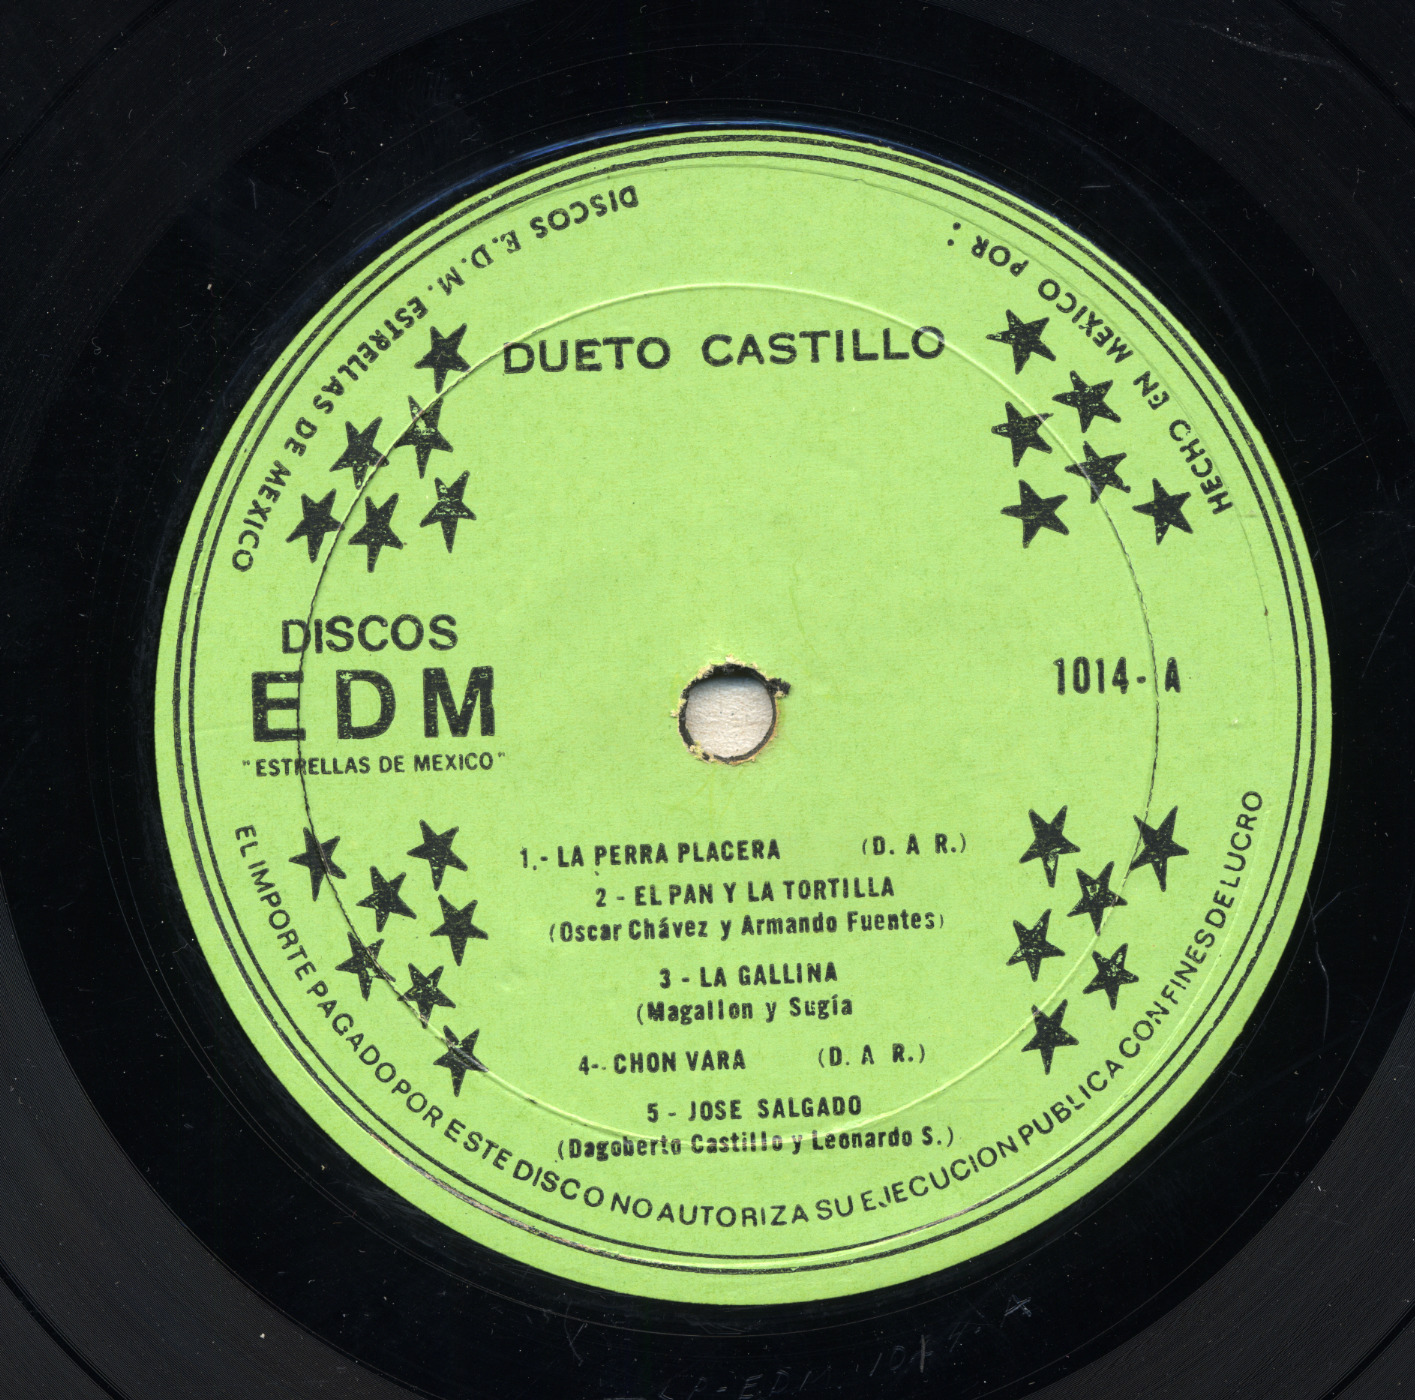 HECHO EN MEXICO POR :
DISCOS E. D. M. ESTRELLAS DE MEXICO
DUETO CASTILLO
DISCOS
EDM
"ESTRELLAS DE MEXICO"
1014- A
1.- LA PERRA PLACERA (D. A R.)
2 - EL PAN Y LA TORTILLA
(Oscar Chávez y Armando Fuentes)
3 - LA GALLINA
(Magallon y Sugía
4-- CHON VARA (D. A R.)
5 - JOSE SALGADO
(Dagoberto Castillo y Leonardo S.)
EL IMPORTE PAGADO POR ESTE DISCO NO AUTORIZA SU EJECUCION PUBLICA CON FINES DE LUCRO